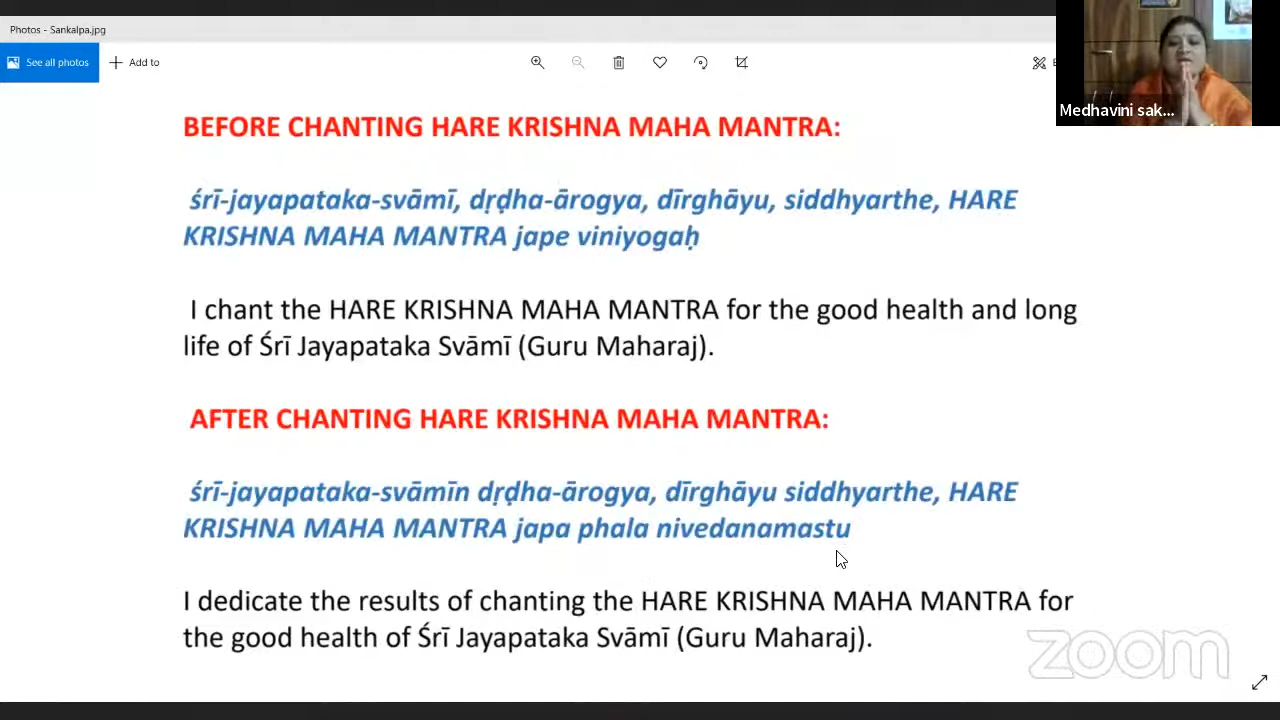 Photos - Sankalpa.jpg
See all photos
Add to
Medhavini sak...
BEFORE CHANTING HARE KRISHNA MAHA MANTRA:
śrī-jayapataka-svāmī, dṛḍha-ārogya, dīrghāyu, siddhyarthe, HARE
KRISHNA MAHA MANTRA jape viniyogaḥ
I chant the HARE KRISHNA MAHA MANTRA for the good health and long
life of Śrī Jayapataka Svāmī (Guru Maharaj).
AFTER CHANTING HARE KRISHNA MAHA MANTRA:
śrī-jayapataka-svāmīn dṛḍha-ārogya, dīrghāyu siddhyarthe, HARE
KRISHNA MAHA MANTRA japa phala nivedanamastu
I dedicate the results of chanting the HARE KRISHNA MAHA MANTRA for
the good health of Śrī Jayapataka Svāmī (Guru Maharaj).
zoom